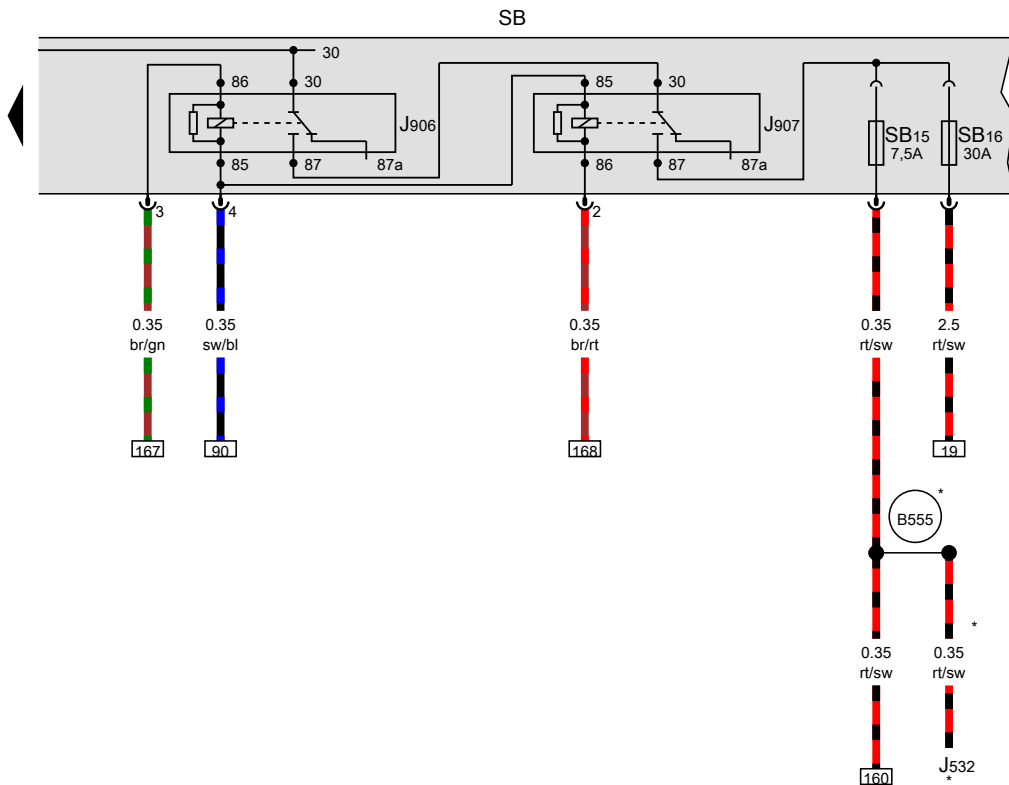 SB
30
86
30
85
30
J906
J907
SB15
7,5A
SB16
30A
85
87
87a
86
87
87a
3
4
2
0.35
br/gn
0.35
sw/bl
0.35
br/rt
0.35
rt/sw
2.5
rt/sw
167
90
168
19
*
B555
*
0.35
rt/sw
0.35
rt/sw
160
J532
*